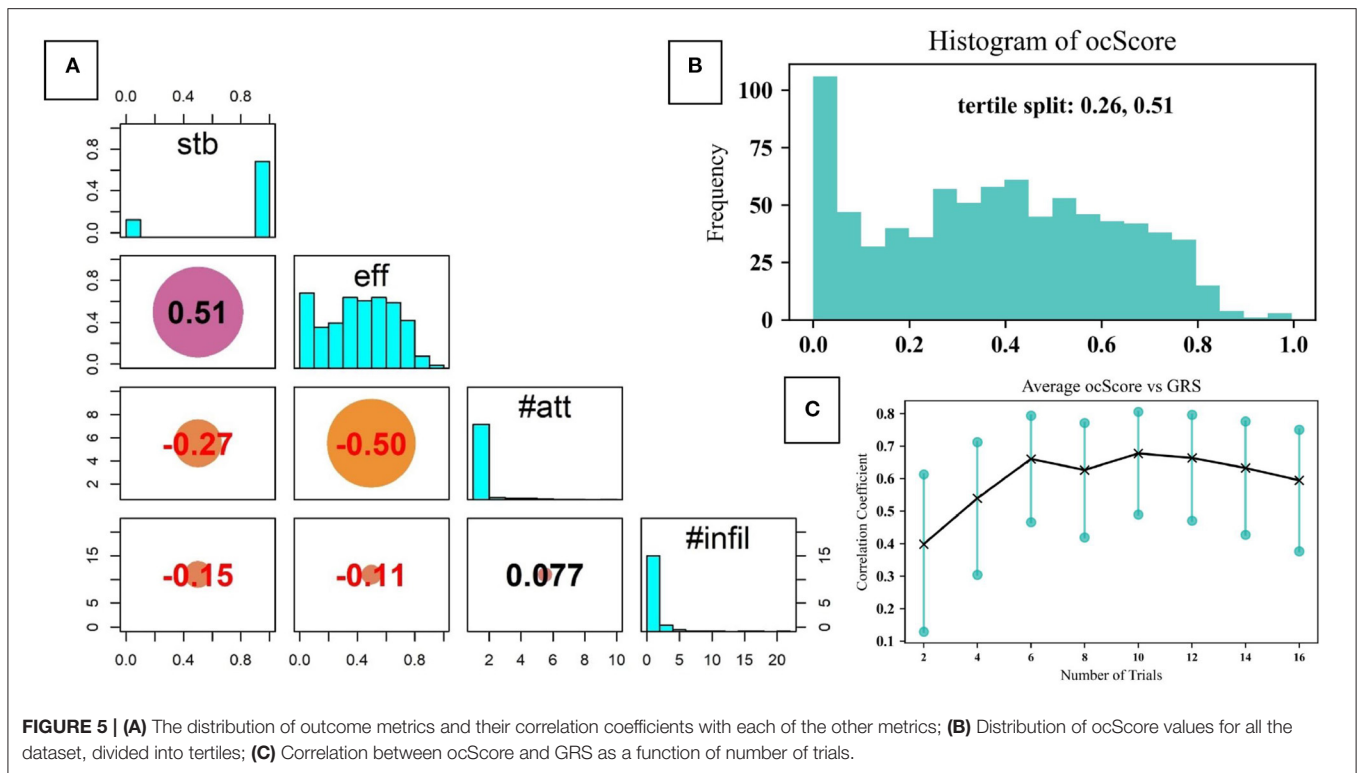 A
0.0 0.4 0.8
stb
0.0 0.4 0.8
0.51
eff
0.0 0.4 0.8
-0.27
-0.50
#att
2 4 6 8
-0.15
-0.11
0.077
#infil
0 5 15
0 5 15
0.0 0.4 0.8
0.0 0.4 0.8
2 4 6 8 10
0 5 10 20
B
Histogram of ocScore
tertile split: 0.26, 0.51
Frequency
100
75
50
25
0
0.0 0.2 0.4 0.6 0.8 1.0
C
Average ocScore vs GRS
Correlation Coefficient
0.8
0.7
0.6
0.5
0.4
0.3
0.2
0.1
2 4 6 8 10 12 14 16
Number of Trials
FIGURE 5 | (A) The distribution of outcome metrics and their correlation coefficients with each of the other metrics; (B) Distribution of ocScore values for all the
dataset, divided into tertiles; (C) Correlation between ocScore and GRS as a function of number of trials.